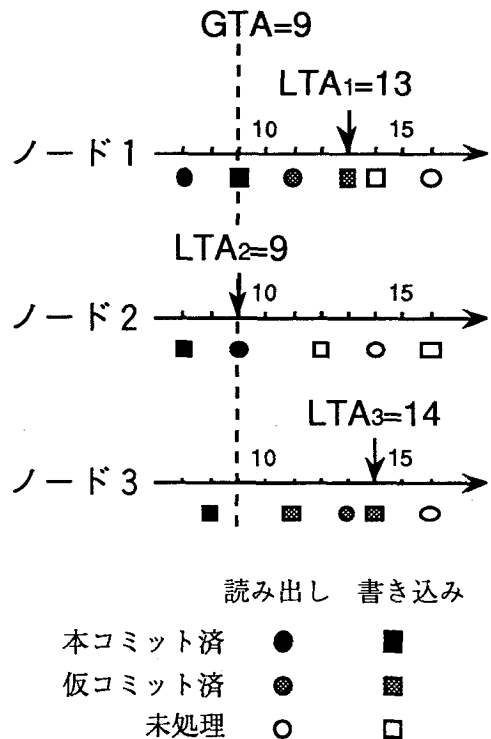 GTA=9
LTA1=13
ノード1
10
15
LTA2=9
ノード2
10
15
LTA3=14
ノード3
10
15
読み出し 書き込み
本コミット済
仮コミット済
未処理